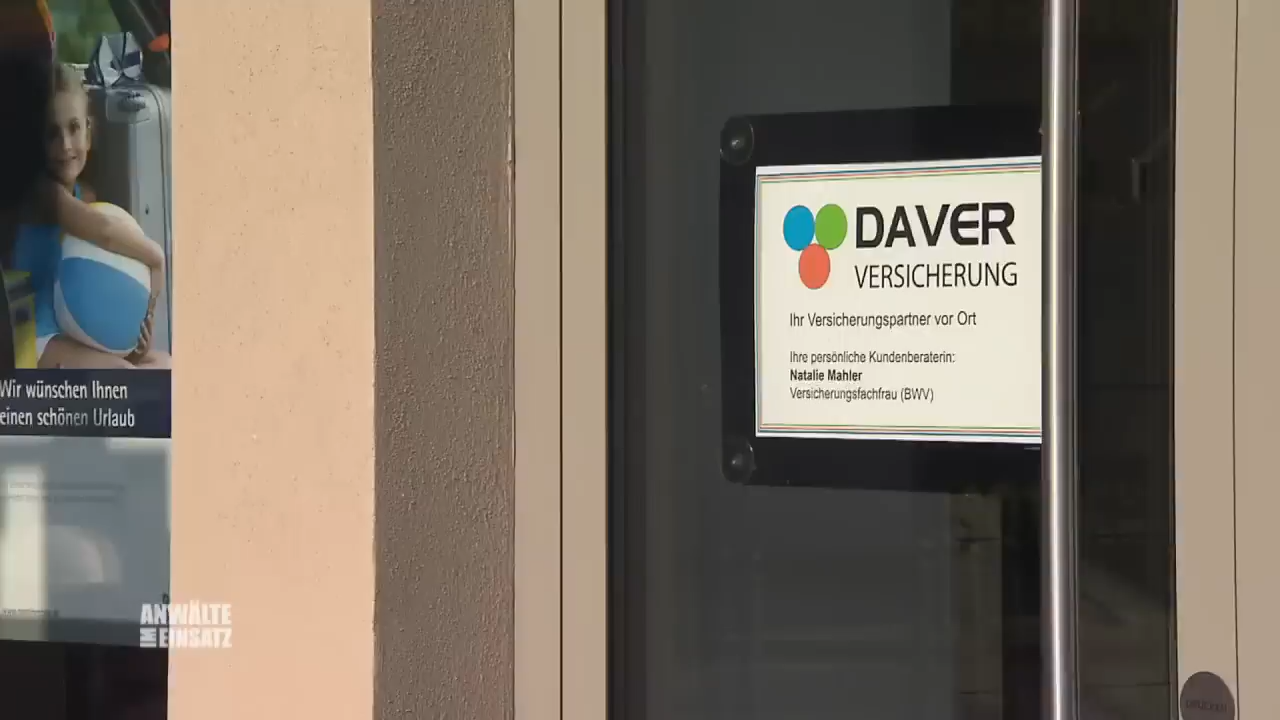 Wir wünschen Ihnen
einen schönen Urlaub
DAVER
VERSICHERUNG
Ihr Versicherungspartner vor Ort
Ihre persönliche Kundenberaterin:
Natalie Mahler
Versicherungsfachfrau (BWV)
ANWÄLTE
IM EINSATZ